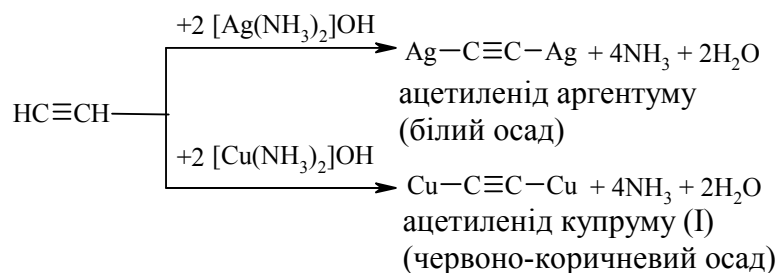 +2 [Ag(NH₃)₂]OH
Ag–C≡C–Ag + 4NH₃ + 2H₂O
ацетиленід аргентуму
(білий осад)
HC≡CH
+2 [Cu(NH₃)₂]OH
Cu–C≡C–Cu + 4NH₃ + 2H₂O
ацетиленід купруму (I)
(червоно-коричневий осад)